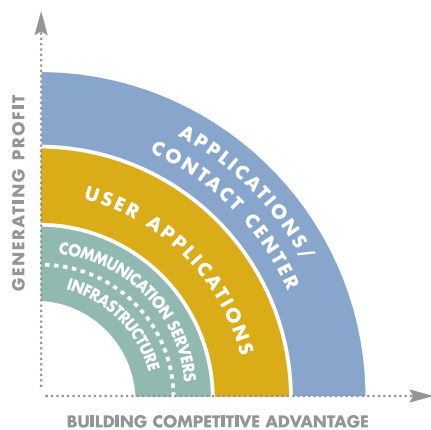 GENERATING PROFIT
APPLICATIONS/
CONTACT CENTER
USER APPLICATIONS
COMMUNICATION SERVERS
INFRASTRUCTURE
BUILDING COMPETITIVE ADVANTAGE